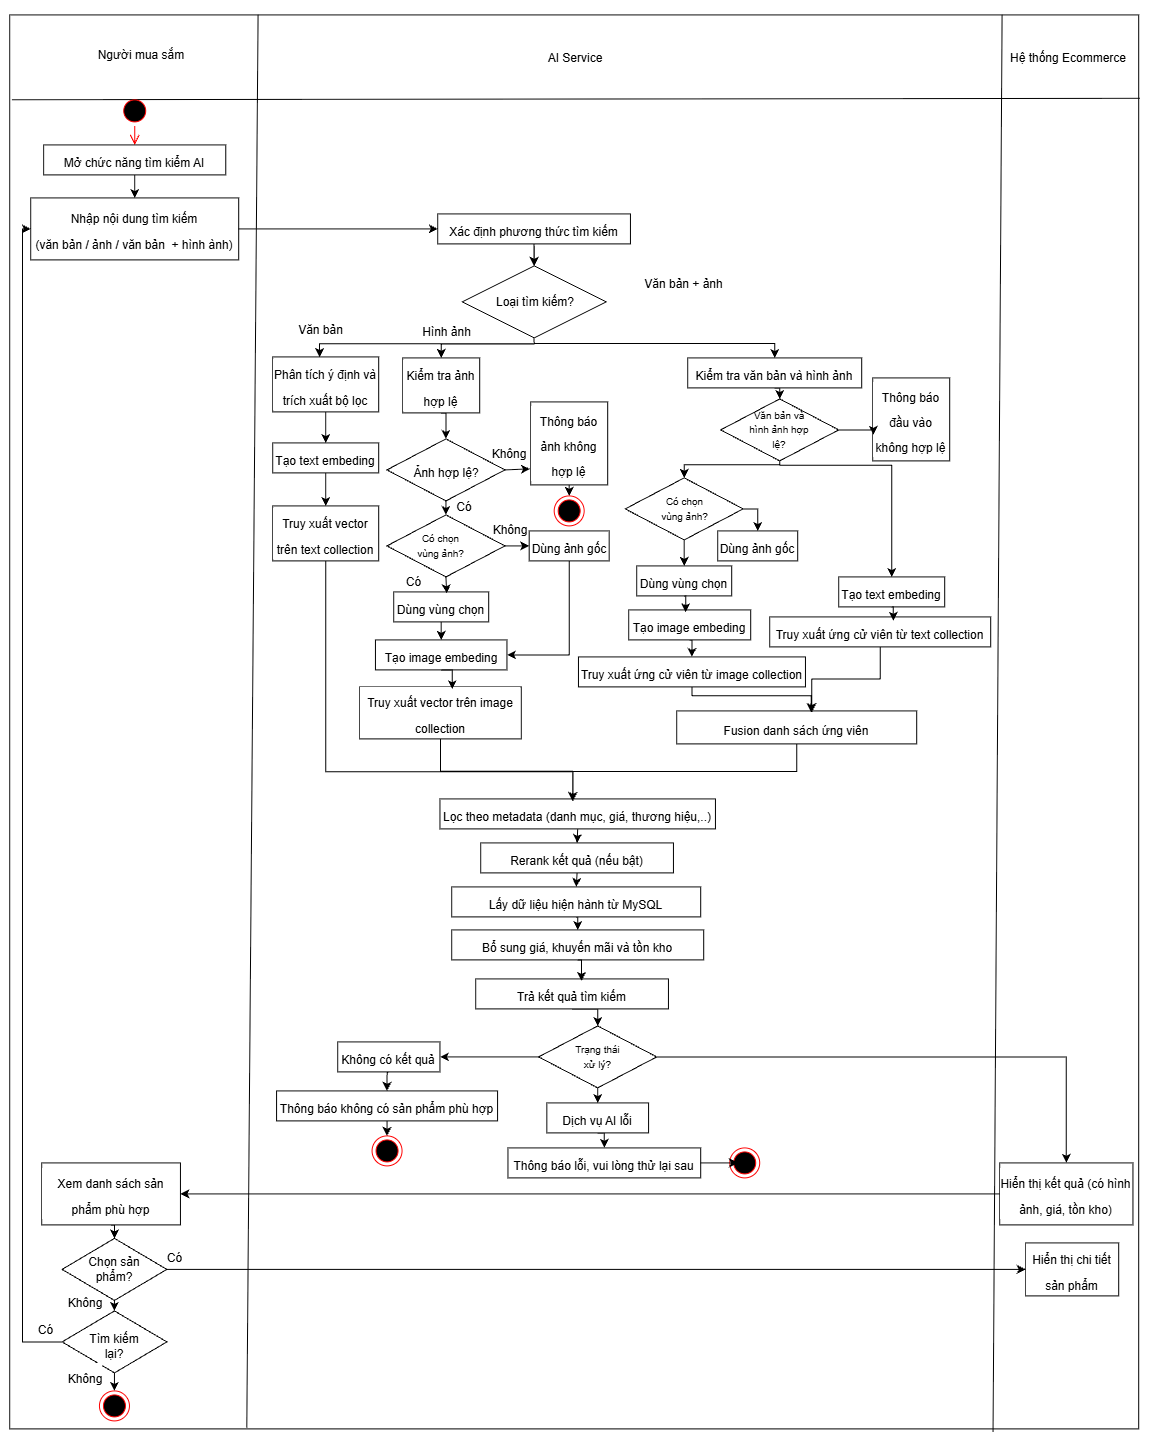 Người mua sắm
AI Service
Hệ thống Ecommerce
Mở chức năng tìm kiểm AI
Nhập nội dung tìm kiếm
(văn bản / ảnh / văn bản + hình ảnh)
Xác định phương thức tìm kiếm
Loại tìm kiếm?
Văn bản + ảnh
Văn bản
Hình ảnh
Phân tích ý định và
trích xuất bộ lọc
Kiểm tra ảnh
hợp lệ
Kiểm tra văn bản và hình ảnh
Thông báo
đầu vào
không hợp lệ
Văn bản và
hình ảnh hợp
lệ?
Thông báo
ảnh không
hợp lệ
Tạo text embeding
Ảnh hợp lệ?
Không
Có
Truy xuất vector
trên text collection
Có chọn
vùng ảnh?
Không
Dùng ảnh gốc
Có
Có chọn
vùng ảnh?
Dùng ảnh gốc
Dùng vùng chọn
Dùng vùng chọn
Tạo text embeding
Tạo image embeding
Tạo image embeding
Truy xuất ứng cử viên từ text collection
Truy xuất ứng cử viên từ image collection
Truy xuất vector trên image
collection
Fusion danh sách ứng viên
Lọc theo metadata (danh mục, giá, thương hiệu,..)
Rerank kết quả (nếu bật)
Lấy dữ liệu hiện hành từ MySQL
Bổ sung giá, khuyến mãi và tồn kho
Trả kết quả tìm kiếm
Trạng thái
xử lý?
Không có kết quả
Thông báo không có sản phẩm phù hợp
Dịch vụ AI lỗi
Thông báo lỗi, vui lòng thử lại sau
Xem danh sách sản
phẩm phù hợp
Hiển thị kết quả (có hình
ảnh, giá, tồn kho)
Chọn sản
phẩm?
Có
Hiển thị chi tiết
sản phẩm
Không
Có
Tìm kiếm
lại?
Không